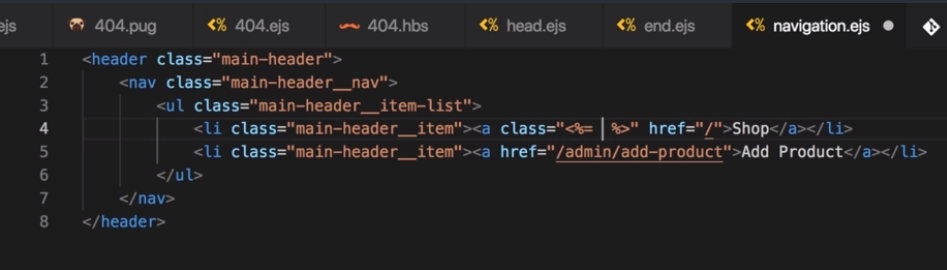 ejs 404.pug 404.ejs 404.hbs head.ejs end.ejs navigation.ejs
1 <header class="main-header">
2 <nav class="main-header__nav">
3 <ul class="main-header__item-list">
4 <li class="main-header__item"><a class="<%= %>" href="/">Shop</a></li>
5 <li class="main-header__item"><a href="/admin/add-product">Add Product</a></li>
6 </ul>
7 </nav>
8 </header>